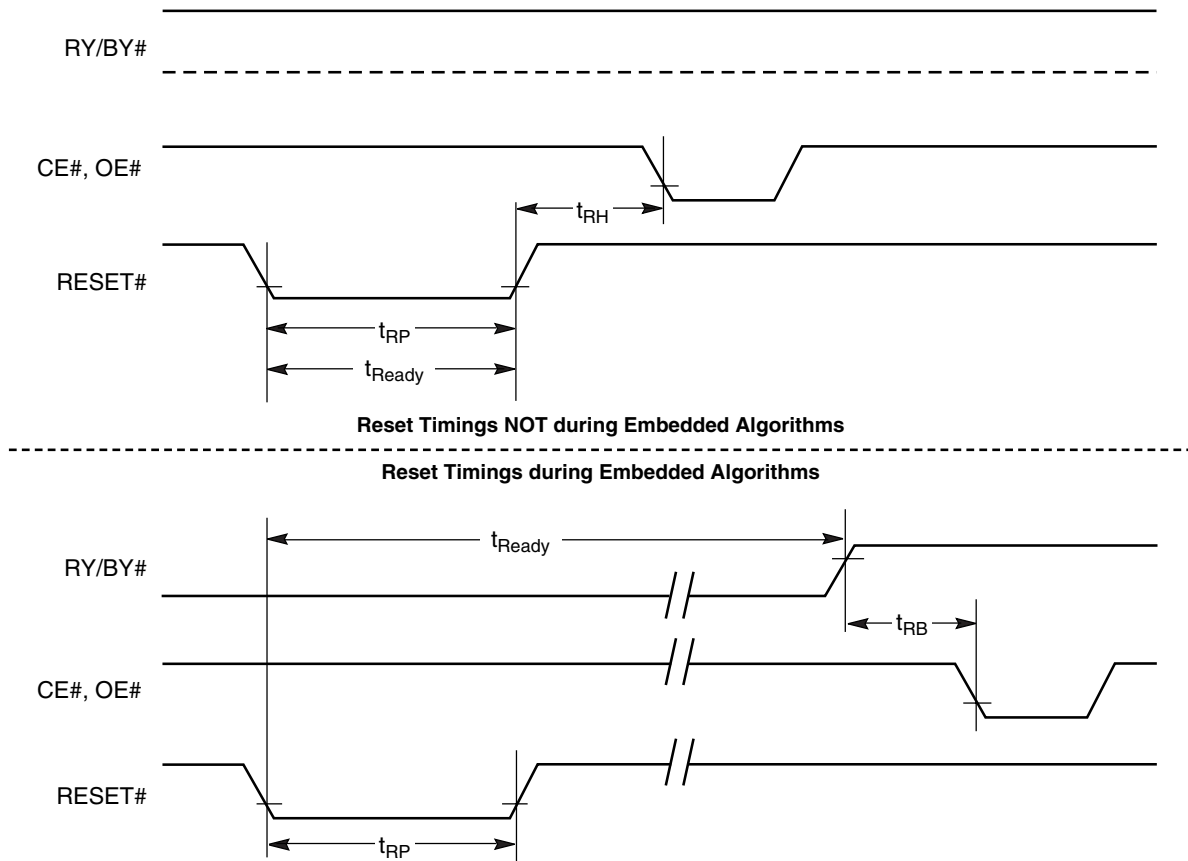 RY/BY#
CE#, OE#
tRH
RESET#
tRP
tReady
Reset Timings NOT during Embedded Algorithms
Reset Timings during Embedded Algorithms
tReady
RY/BY#
tRB
CE#, OE#
RESET#
tRP